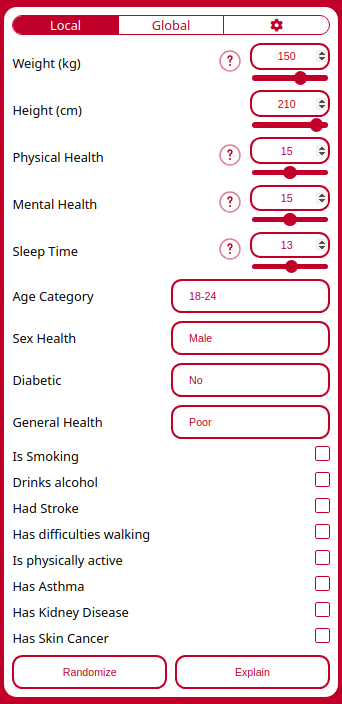 Local Global
Weight (kg) ? 150
Height (cm) 210
Physical Health ? 15
Mental Health ? 15
Sleep Time ? 13
Age Category 18-24
Sex Health Male
Diabetic No
General Health Poor
Is Smoking
Drinks alcohol
Had Stroke
Has difficulties walking
Is physically active
Has Asthma
Has Kidney Disease
Has Skin Cancer
Randomize Explain